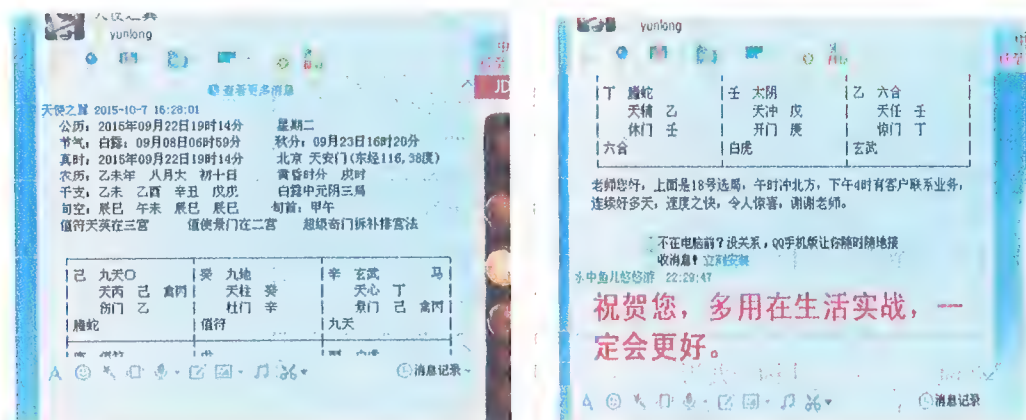 yunlong
查看更多消息
天使之翼 2015-10-7 16:28:01
公历：2015年09月22日19时14分 星期二
节气：白露：09月08日06时59分 秋分：09月23日16时20分
真时：2015年09月22日19时14分 北京 天安门(东经116,38度)
农历：乙未年 八月大 初十日 黄昏时分 戌时
干支：乙未 乙酉 辛丑 戊戌 白露中元阴三局
旬空：辰巳 午未 辰巳 辰巳 旬首：甲午
值符天英在三宫 值使景门在二宫 超级奇门拆补排宫法
己 九天〇 癸 九地 辛 玄武 马
天芮 己 禽丙 天柱 癸 天心 丁
伤门 乙 杜门 辛 景门 己 禽丙
螣蛇 值符 九天
消息记录
yunlong
丁 螣蛇 壬 太阴 乙 六合
天辅 乙 天冲 戊 天任 壬
休门 壬 开门 庚 惊门 丁
六合 白虎 玄武
老师您好，上面是18号选局，午时冲北方，下午4时有客户联系业务，
连续好多天，速度之快，令人惊喜，谢谢老师。
不在电脑前？没关系，QQ手机版让你随时随地接
收消息！立即安装
水中鱼儿悠悠游 22:29:47
祝贺您，多用在生活实战，一
定会更好。
消息记录